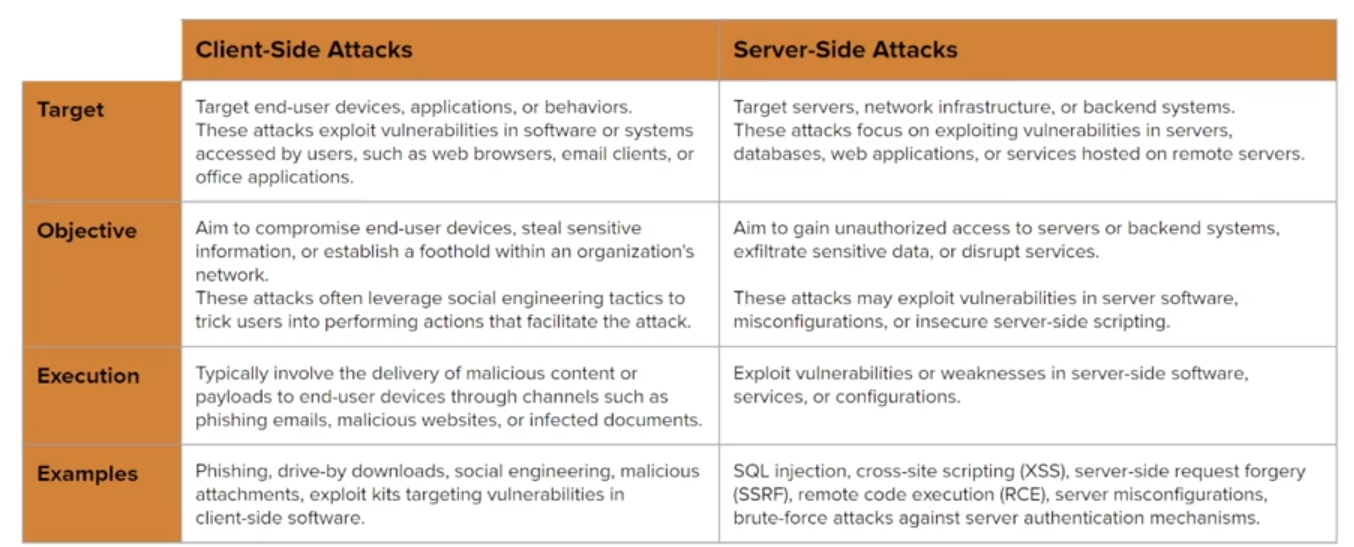 Client-Side Attacks
Server-Side Attacks
Target
Target end-user devices, applications, or behaviors.
These attacks exploit vulnerabilities in software or systems
accessed by users, such as web browsers, email clients, or
office applications.
Target servers, network infrastructure, or backend systems.
These attacks focus on exploiting vulnerabilities in servers,
databases, web applications, or services hosted on remote servers.
Objective
Aim to compromise end-user devices, steal sensitive
information, or establish a foothold within an organization's
network.
These attacks often leverage social engineering tactics to
trick users into performing actions that facilitate the attack.
Aim to gain unauthorized access to servers or backend systems,
exfiltrate sensitive data, or disrupt services.
These attacks may exploit vulnerabilities in server software,
misconfigurations, or insecure server-side scripting.
Execution
Typically involve the delivery of malicious content or
payloads to end-user devices through channels such as
phishing emails, malicious websites, or infected documents.
Exploit vulnerabilities or weaknesses in server-side software,
services, or configurations.
Examples
Phishing, drive-by downloads, social engineering, malicious
attachments, exploit kits targeting vulnerabilities in
client-side software.
SQL injection, cross-site scripting (XSS), server-side request forgery
(SSRF), remote code execution (RCE), server misconfigurations,
brute-force attacks against server authentication mechanisms.